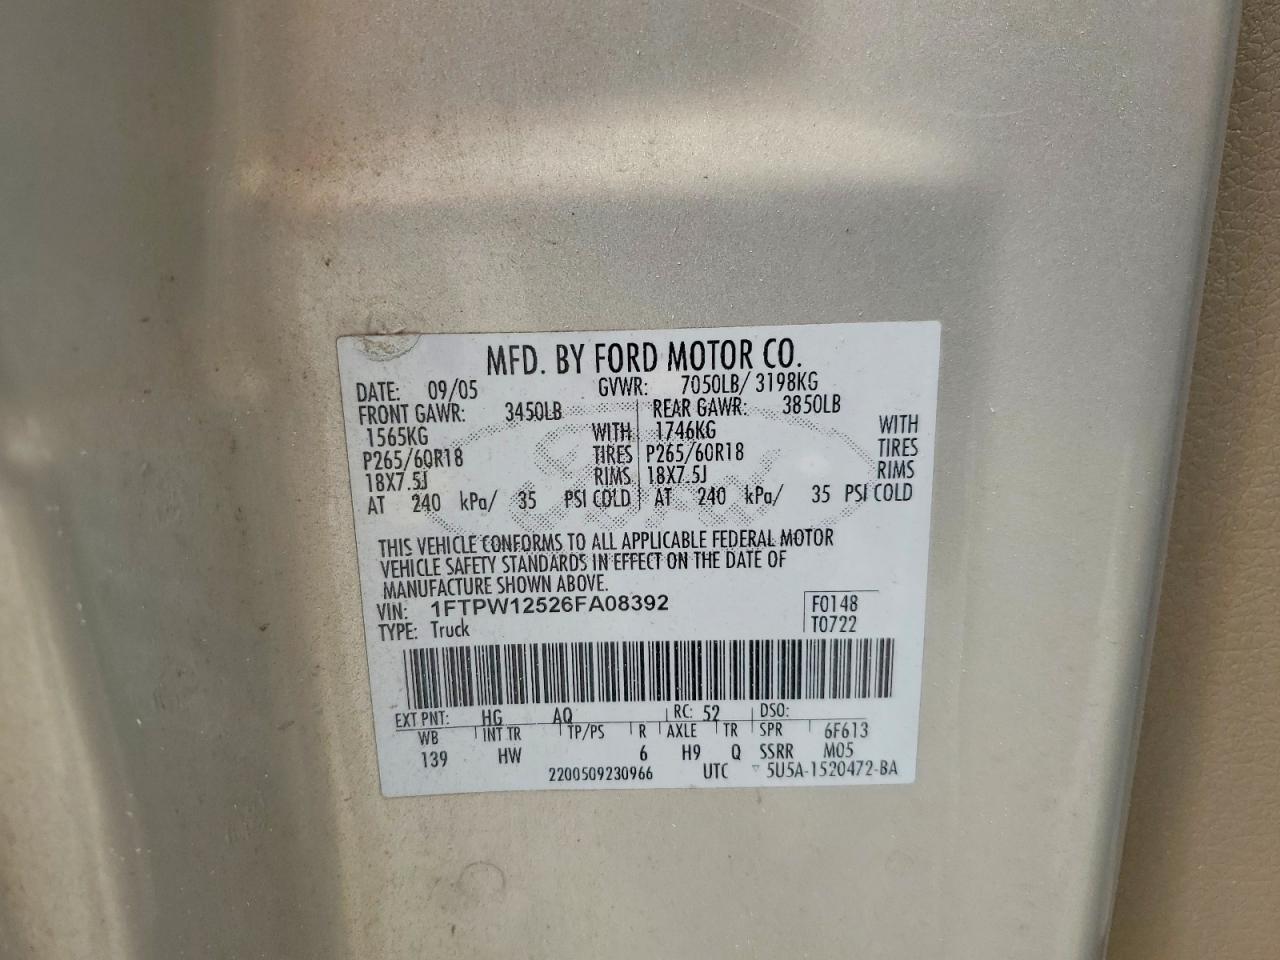 MFD. BY FORD MOTOR CO.
DATE: 09/05 GVWR: 7050LB/ 3198KG
FRONT GAWR: 3450LB REAR GAWR: 3850LB
1565KG WITH 1746KG WITH
P265/60R18 TIRES P265/60R18 TIRES
18X7.5J RIMS 18X7.5J RIMS
AT 240 kPa/ 35 PSI COLD AT 240 kPa/ 35 PSI COLD
THIS VEHICLE CONFORMS TO ALL APPLICABLE FEDERAL MOTOR
VEHICLE SAFETY STANDARDS IN EFFECT ON THE DATE OF
MANUFACTURE SHOWN ABOVE.
VIN: 1FTPW12526FA08392 F0148
TYPE: Truck T0722
EXT PNT: HG AQ RC: 52 DSO:
WB INT TR TP/PS R AXLE TR SPR 6F613
139 HW 6 H9 Q SSRR M05
2200509230966 UTC ▽ 5U5A-1520472-BA